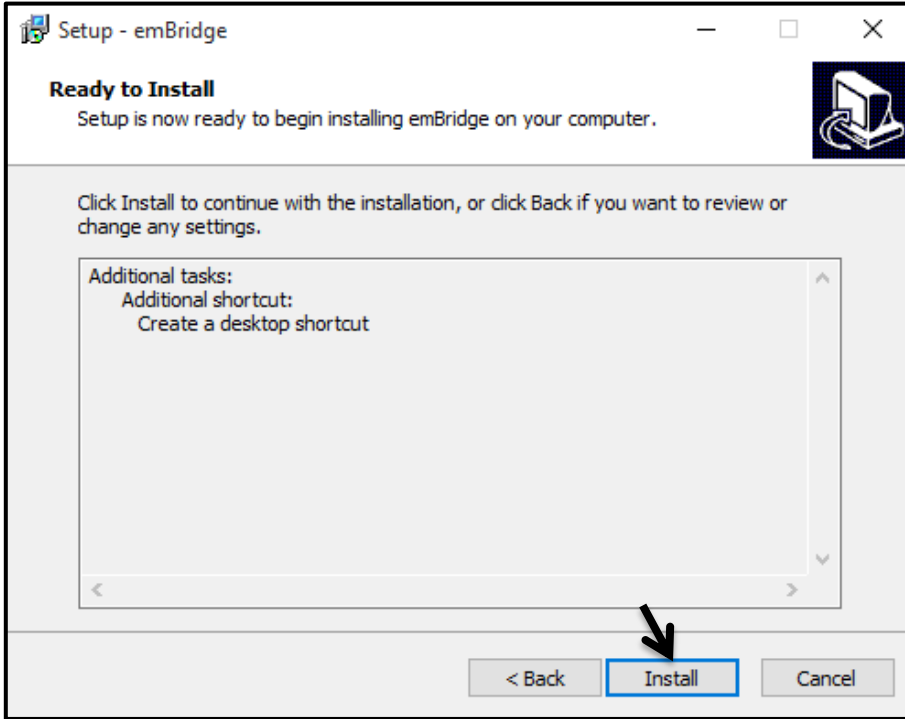 Setup - emBridge
Ready to Install
Setup is now ready to begin installing emBridge on your computer.
Click Install to continue with the installation, or click Back if you want to review or
change any settings.
Additional tasks:
Additional shortcut:
Create a desktop shortcut
< Back
Install
Cancel